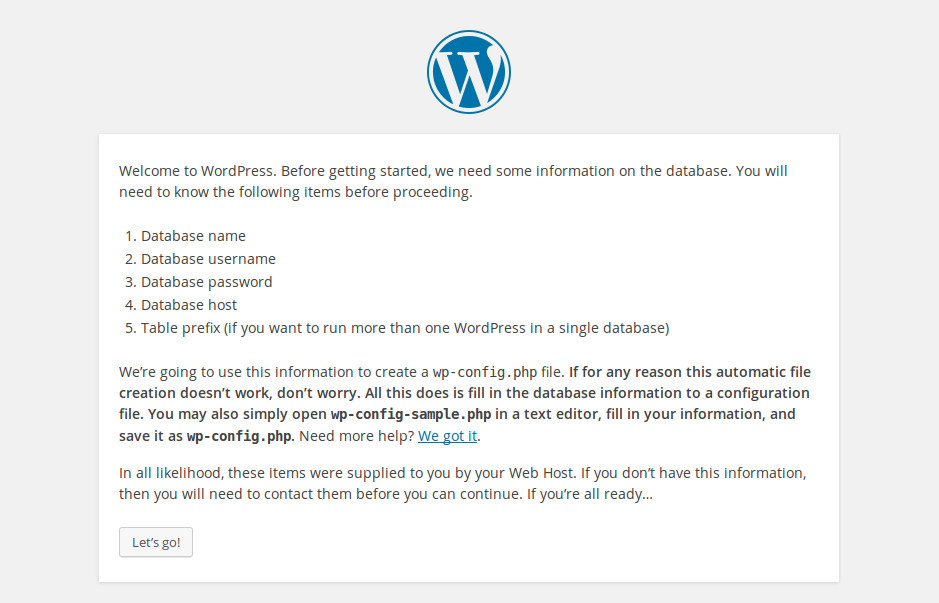 Welcome to WordPress. Before getting started, we need some information on the database. You will
need to know the following items before proceeding.
1. Database name
2. Database username
3. Database password
4. Database host
5. Table prefix (if you want to run more than one WordPress in a single database)
We’re going to use this information to create a wp-config.php file. If for any reason this automatic file
creation doesn’t work, don’t worry. All this does is fill in the database information to a configuration
file. You may also simply open wp-config-sample.php in a text editor, fill in your information, and
save it as wp-config.php. Need more help? We got it.
In all likelihood, these items were supplied to you by your Web Host. If you don’t have this information,
then you will need to contact them before you can continue. If you’re all ready…
Let’s go!